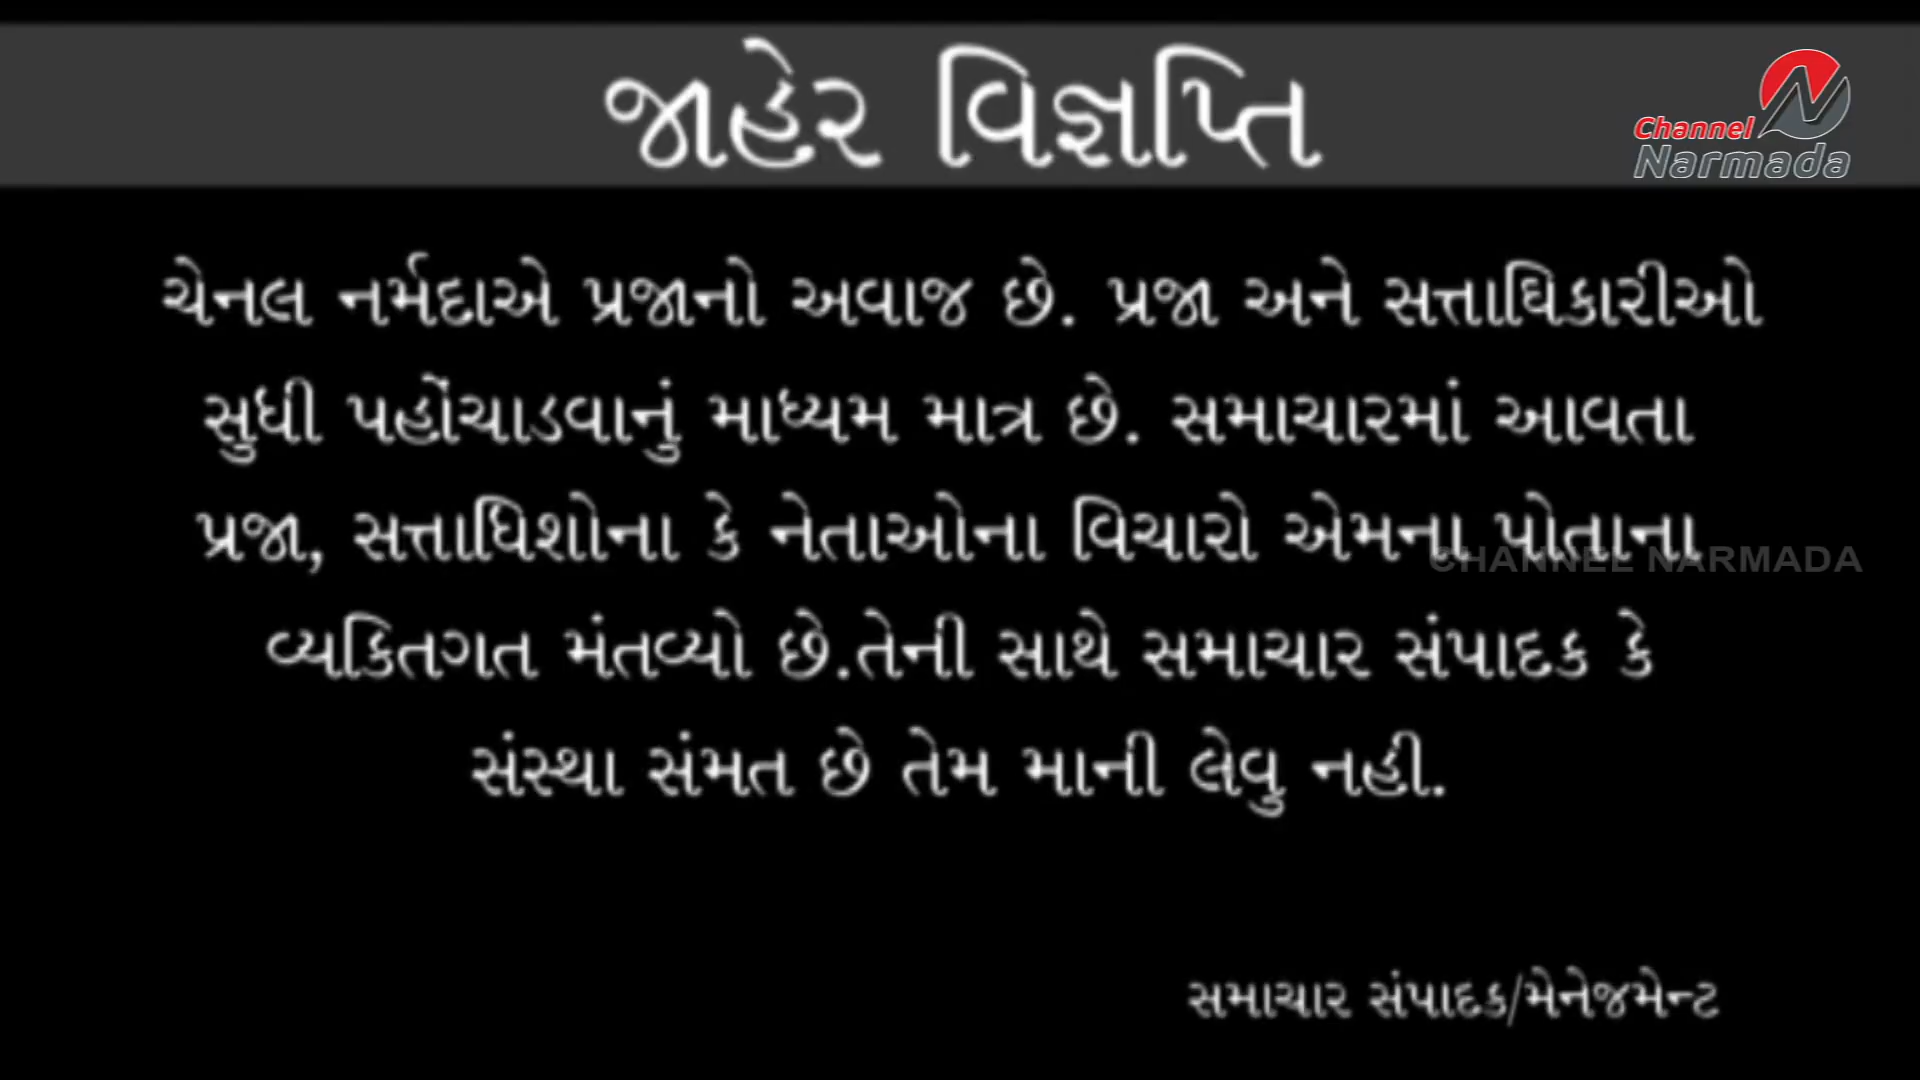 જાહેર વિજ્ઞપ્તિ
Channel
Narmada
ચેનલ નર્મદાએ પ્રજાનો અવાજ છે. પ્રજા અને સત્તાધિકારીઓ
સુધી પહોંચાડવાનું માધ્યમ માત્ર છે. સમાચારમાં આવતા
પ્રજા, સત્તાધિશોના કે નેતાઓના વિચારો એમના પોતાના
CHANNEL NARMADA
વ્યકિતગત મંતવ્યો છે.તેની સાથે સમાચાર સંપાદક કે
સંસ્થા સંમત છે તેમ માની લેવુ નહી.
સમાચાર સંપાદક/મેનેજમેન્ટ